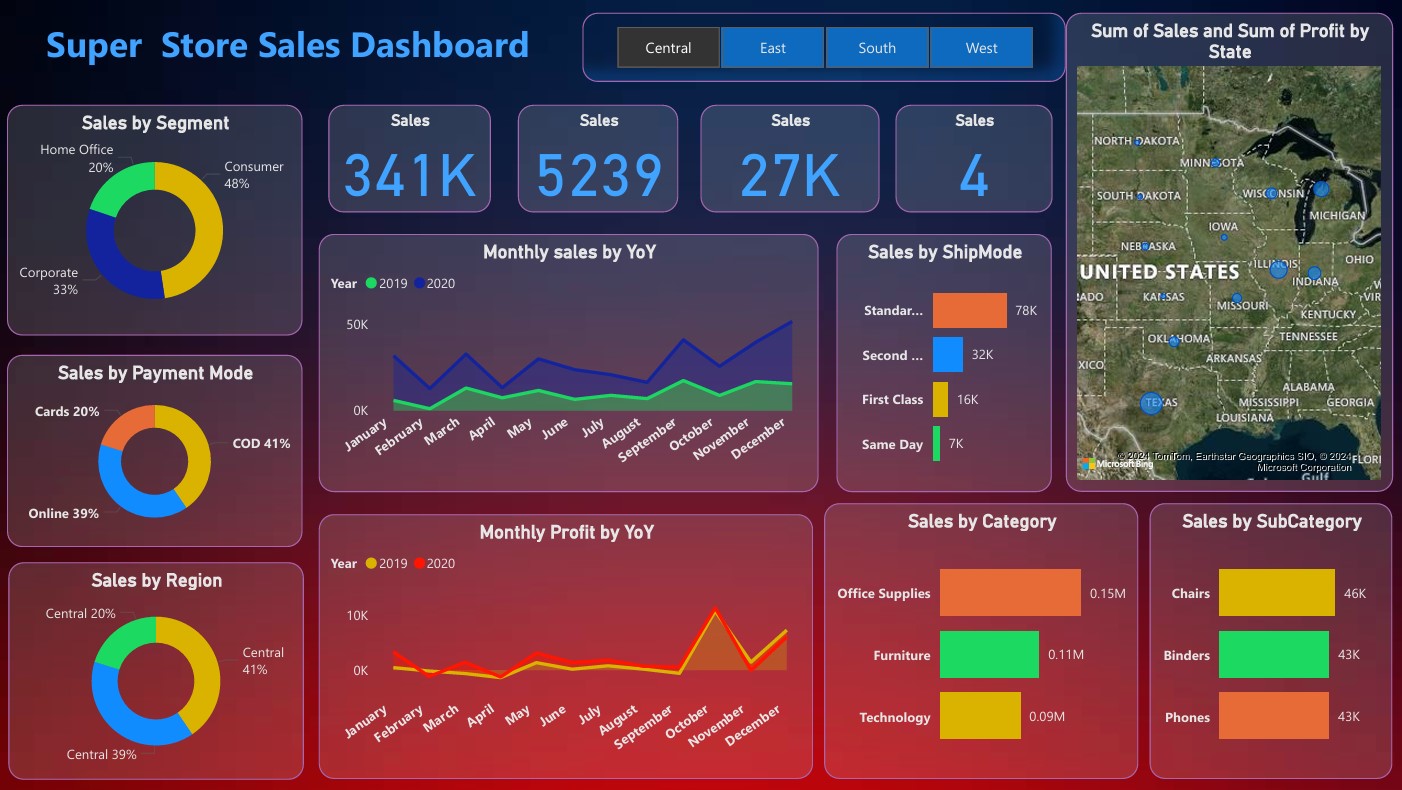 Super Store Sales Dashboard
Central
East
South
West
Sum of Sales and Sum of Profit by
State
Sales by Segment
Home Office
20%
Consumer
48%
Corporate
33%
Sales
341K
Sales
5239
Sales
27K
Sales
4
Monthly sales by YoY
Year 2019 2020
50K
0K
January
February
March
April
May
June
July
August
September
October
November
December
Sales by ShipMode
Standar... 78K
Second ... 32K
First Class 16K
Same Day 7K
NORTH DAKOTA
MINNESOTA
SOUTH DAKOTA
WISCONSIN
MICHIGAN
IOWA
NEBRASKA
ILLINOIS
OHIO
UNITED STATES
INDIANA
ADO
KANSAS
MISSOURI
VIR
KENTUCKY
OKLAHOMA
TENNESSEE
XICO
ARKANSAS
ALABAMA
TEXAS
MISSISSIPPI
GEORGIA
LOUISIANA
© 2024 TomTom, Earthstar Geographics SIO, © 2024
Microsoft Corporation
Microsoft Bing
FLORI
Gulf
Sales by Payment Mode
Cards 20%
COD 41%
Online 39%
Sales by Region
Central 20%
Central
41%
Central 39%
Monthly Profit by YoY
Year 2019 2020
10K
0K
January
February
March
April
May
June
July
August
September
October
November
December
Sales by Category
Office Supplies 0.15M
Furniture 0.11M
Technology 0.09M
Sales by SubCategory
Chairs 46K
Binders 43K
Phones 43K